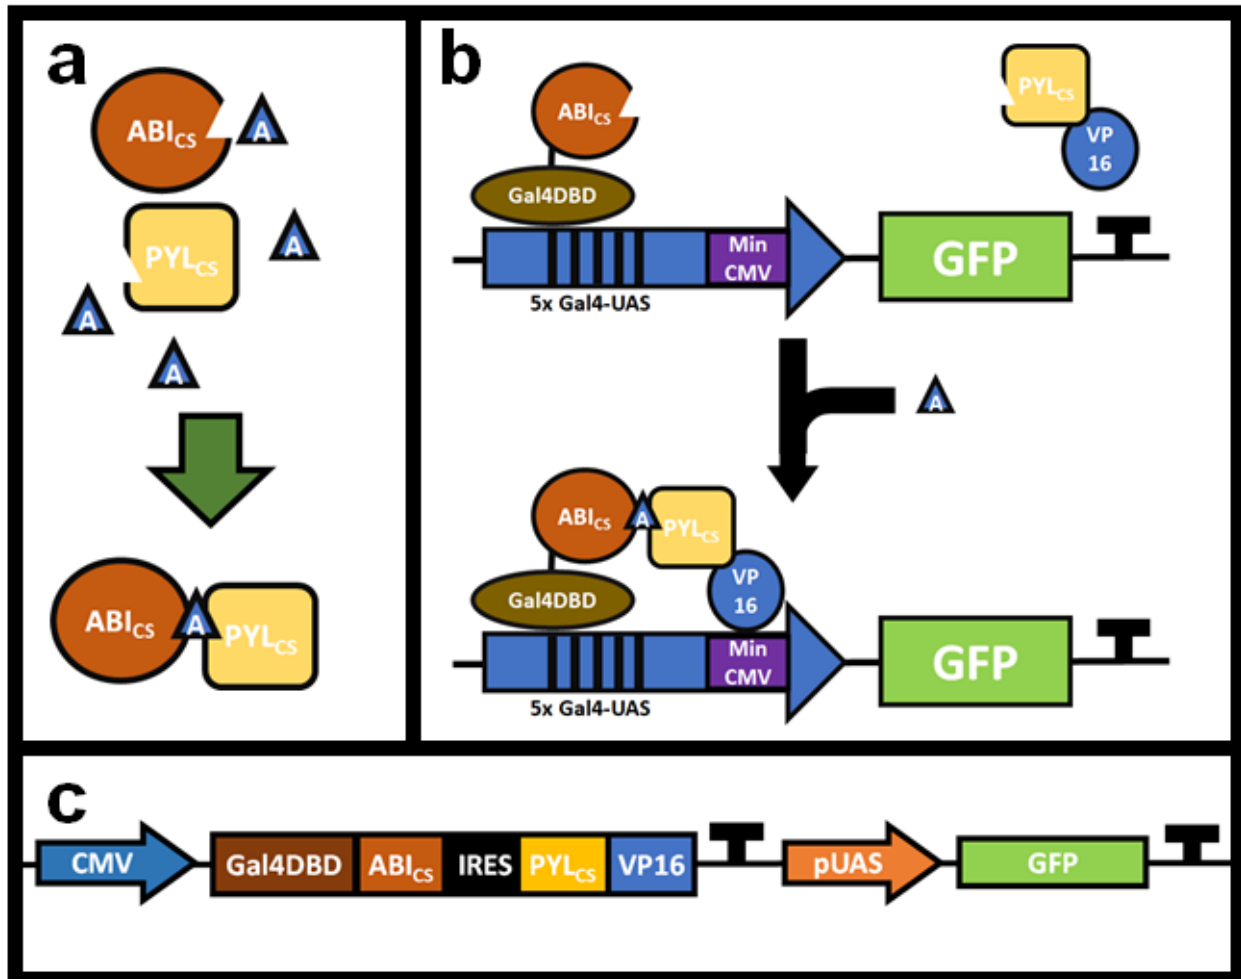 a
ABICS
A
PYLCS
A
A
A
ABICS
A
PYLCS
b
ABICS
PYLCS
VP
16
Gal4DBD
Min
CMV
GFP
5x Gal4-UAS
A
ABICS
A
PYLCS
VP
16
Gal4DBD
Min
CMV
GFP
5x Gal4-UAS
c
CMV
Gal4DBD
ABICS
IRES
PYLCS
VP16
pUAS
GFP